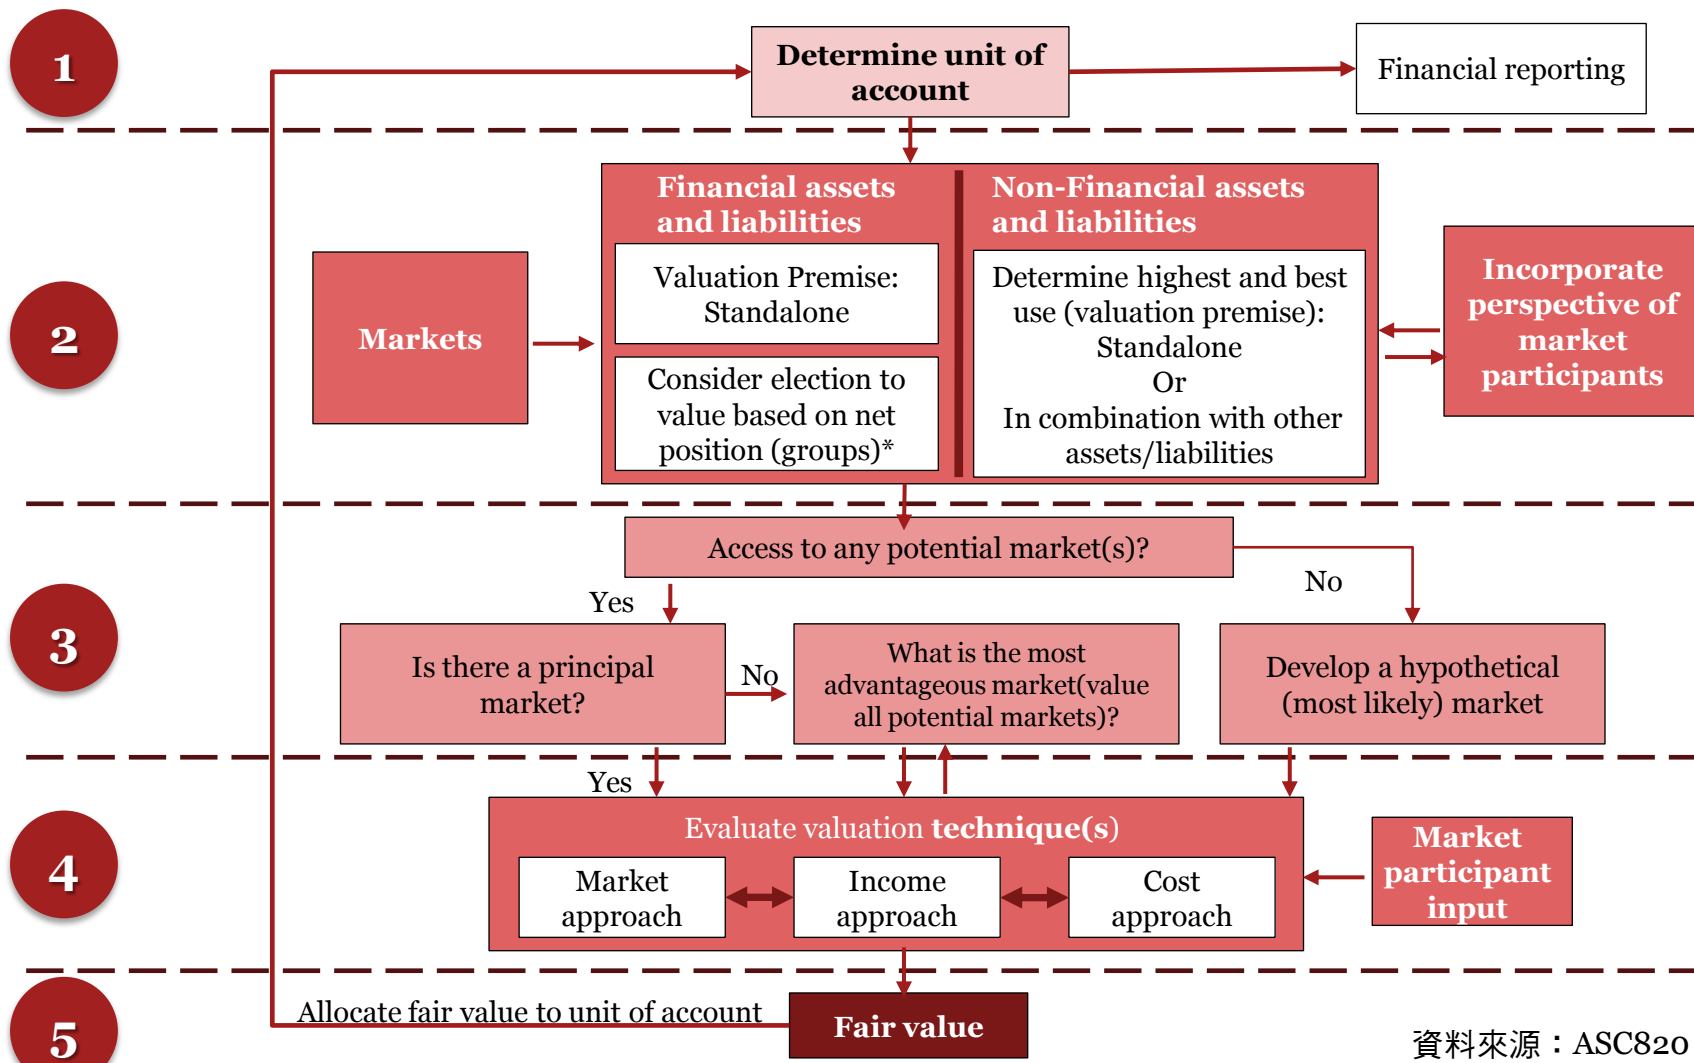 1
Determine unit of
account
Financial reporting
2
Markets
Financial assets
and liabilities
Valuation Premise:
Standalone
Consider election to
value based on net
position (groups)*
Non-Financial assets
and liabilities
Determine highest and best
use (valuation premise):
Standalone
Or
In combination with other
assets/liabilities
Incorporate
perspective of
market
participants
3
Access to any potential market(s)?
Yes
No
Is there a principal
market?
No
What is the most
advantageous market(value
all potential markets)?
Develop a hypothetical
(most likely) market
Yes
4
Evaluate valuation technique(s)
Market
approach
Income
approach
Cost
approach
Market
participant
input
5
Allocate fair value to unit of account
Fair value
資料來源：ASC820